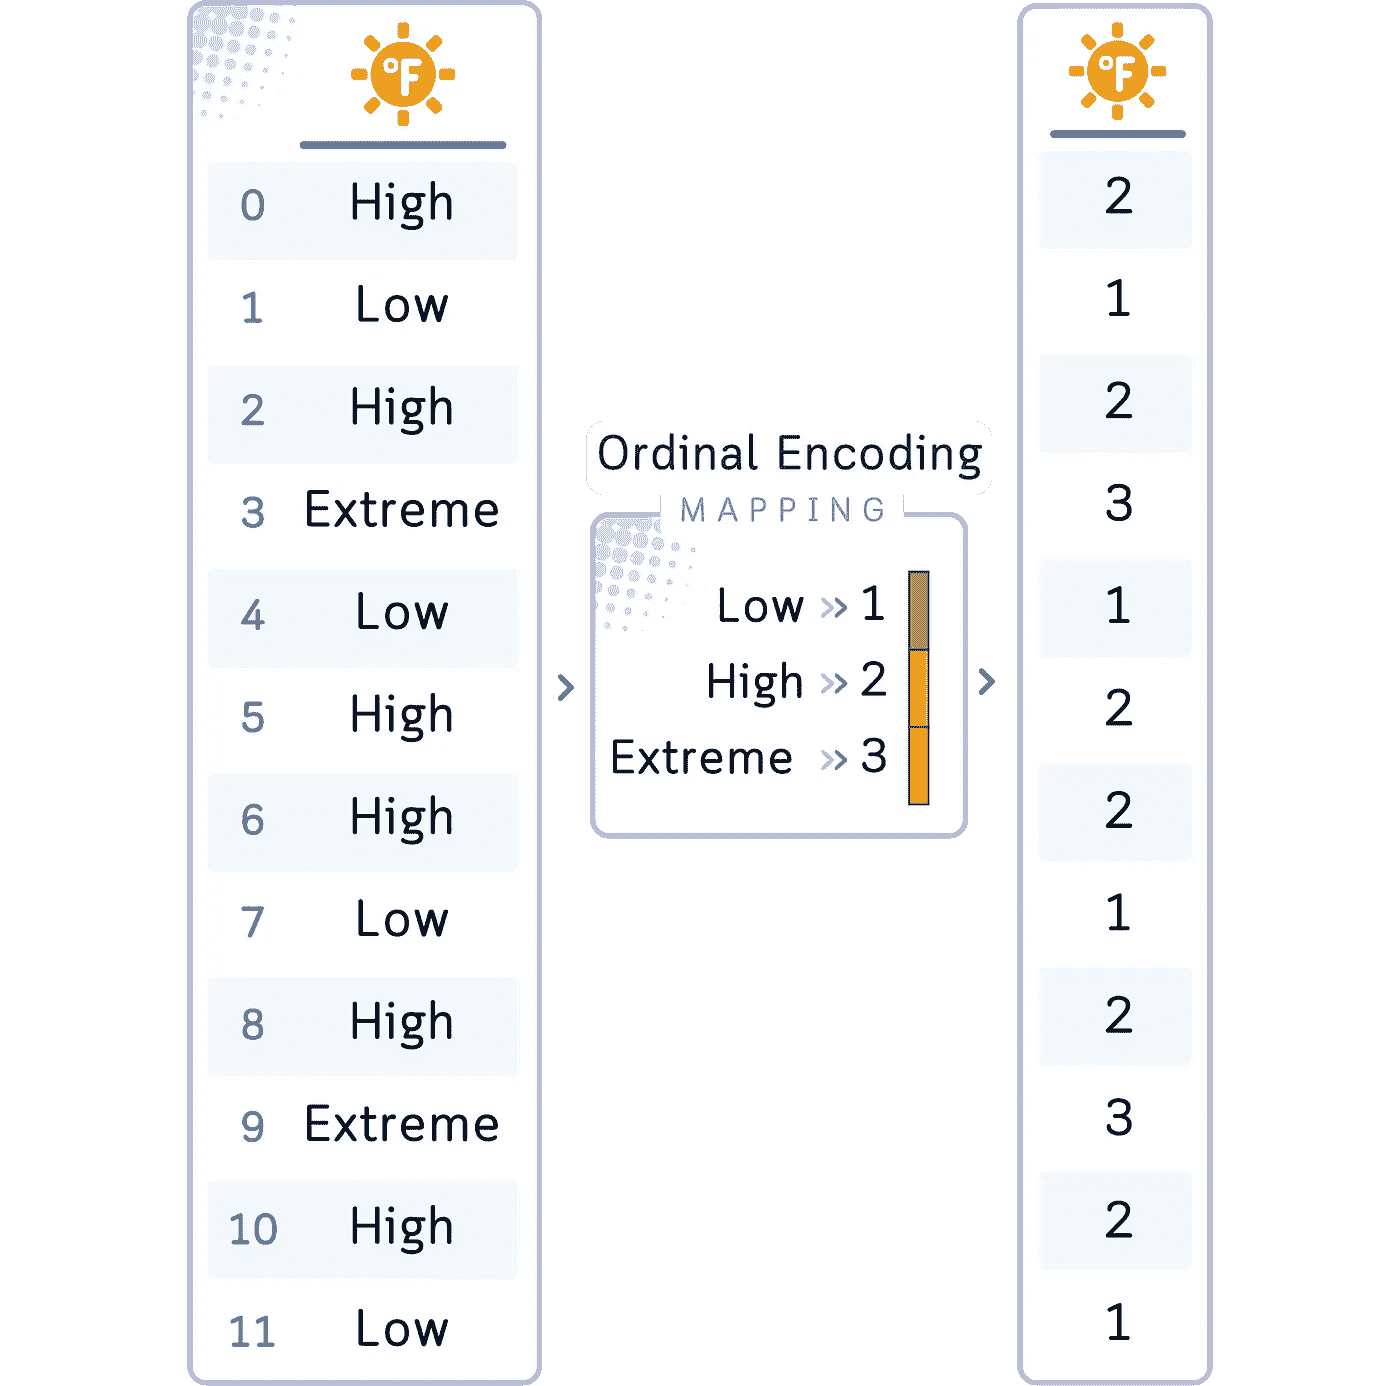 °F
0 High
1 Low
2 High
3 Extreme
4 Low
5 High
6 High
7 Low
8 High
9 Extreme
10 High
11 Low
Ordinal Encoding
MAPPING
Low » 1
High » 2
Extreme » 3
°F
2
1
2
3
1
2
2
1
2
3
2
1